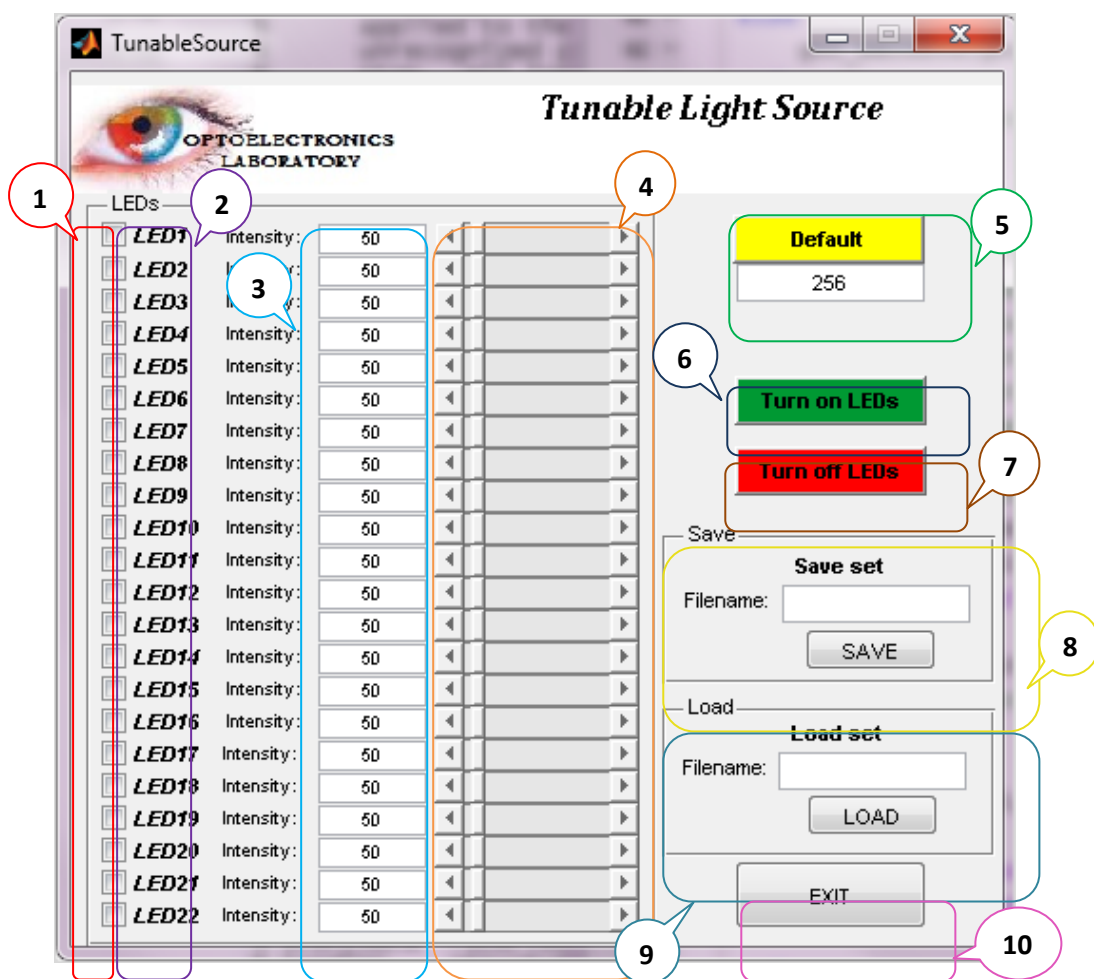 TunableSource
Tunable Light Source
OPTOELECTRONICS
LABORATORY
1
2
4
5
LEDs
LED1 Intensity: 50
Default
LED2 50
256
3
LED3 50
LED4 Intensity: 50
6
LED5 Intensity: 50
LED6 Intensity: 50
Turn on LEDs
LED7 Intensity: 50
LED8 Intensity: 50
7
Turn off LEDs
LED9 Intensity: 50
LED10 Intensity: 50
Save
LED11 Intensity: 50
Save set
LED12 Intensity: 50
Filename:
LED13 Intensity: 50
LED14 Intensity: 50
SAVE
8
LED15 Intensity: 50
Load
LED16 Intensity: 50
Load set
LED17 Intensity: 50
Filename:
LED18 Intensity: 50
LED19 Intensity: 50
LOAD
LED20 Intensity: 50
LED21 Intensity: 50
EXIT
LED22 Intensity: 50
9
10